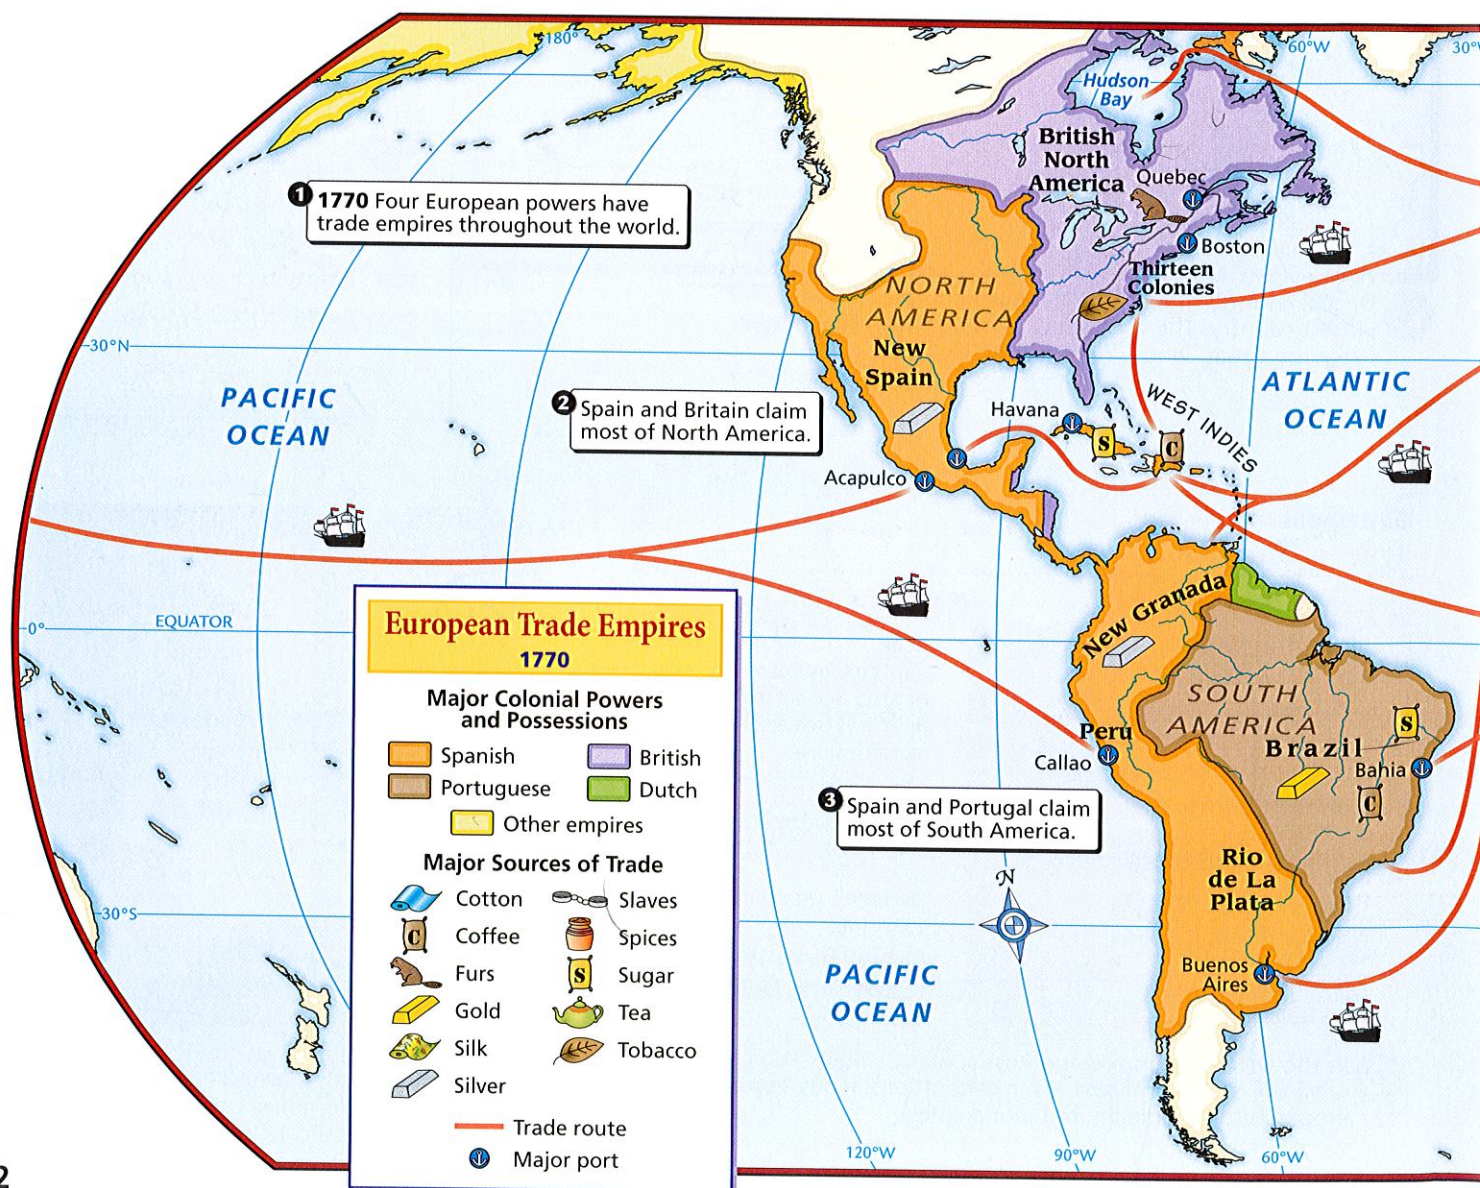 180°
60°W
30°
Hudson
Bay
British
North
America
Quebec
1 1770 Four European powers have
trade empires throughout the world.
Boston
Thirteen
Colonies
NORTH
AMERICA
New
Spain
30°N
PACIFIC
OCEAN
ATLANTIC
OCEAN
2 Spain and Britain claim
most of North America.
Havana
WEST INDIES
S
C
Acapulco
EQUATOR
0°
New Granada
SOUTH
AMERICA
Peru
Brazil
S
Callao
Bahia
C
3 Spain and Portugal claim
most of South America.
Rio
de La
Plata
N
30°S
PACIFIC
OCEAN
Buenos
Aires
120°W
90°W
60°W
European Trade Empires
1770
Major Colonial Powers
and Possessions
Spanish
British
Portuguese
Dutch
Other empires
Major Sources of Trade
Cotton
Slaves
C Coffee
Spices
Furs
S Sugar
Gold
Tea
Silk
Tobacco
Silver
Trade route
Major port
2